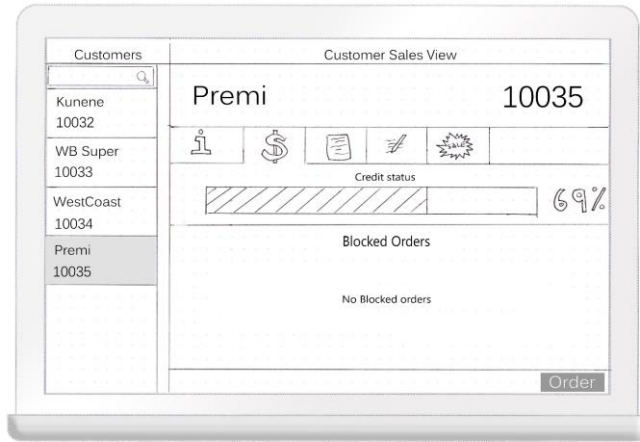 Customers
Customer Sales View
Kunene
10032
WB Super
10033
WestCoast
10034
Premi
10035
Premi
10035
i
$
SALE
Credit status
69%
Blocked Orders
No Blocked orders
Order